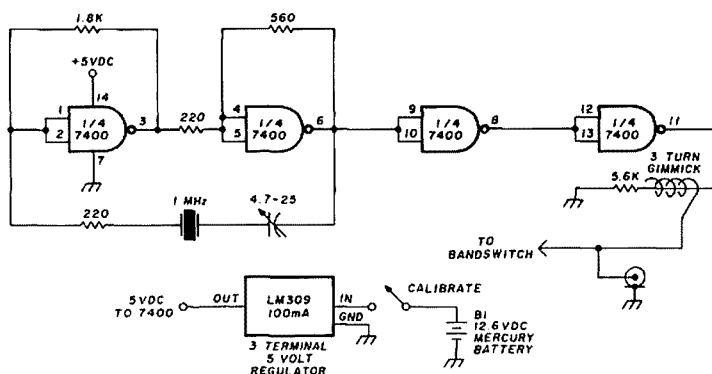 1.8K
560
+5VDC
14
1
2
1/4
7400
3
7
220
4
5
1/4
7400
6
9
10
1/4
7400
8
12
13
1/4
7400
11
3 TURN
GIMMICK
5.6K
220
1 MHz
4.7-25
TO
BANDSWITCH
5VDC
TO 7400
OUT
LM309
100mA
IN
GND
3 TERMINAL
5 VOLT
REGULATOR
CALIBRATE
B1
12.6VDC
MERCURY
BATTERY